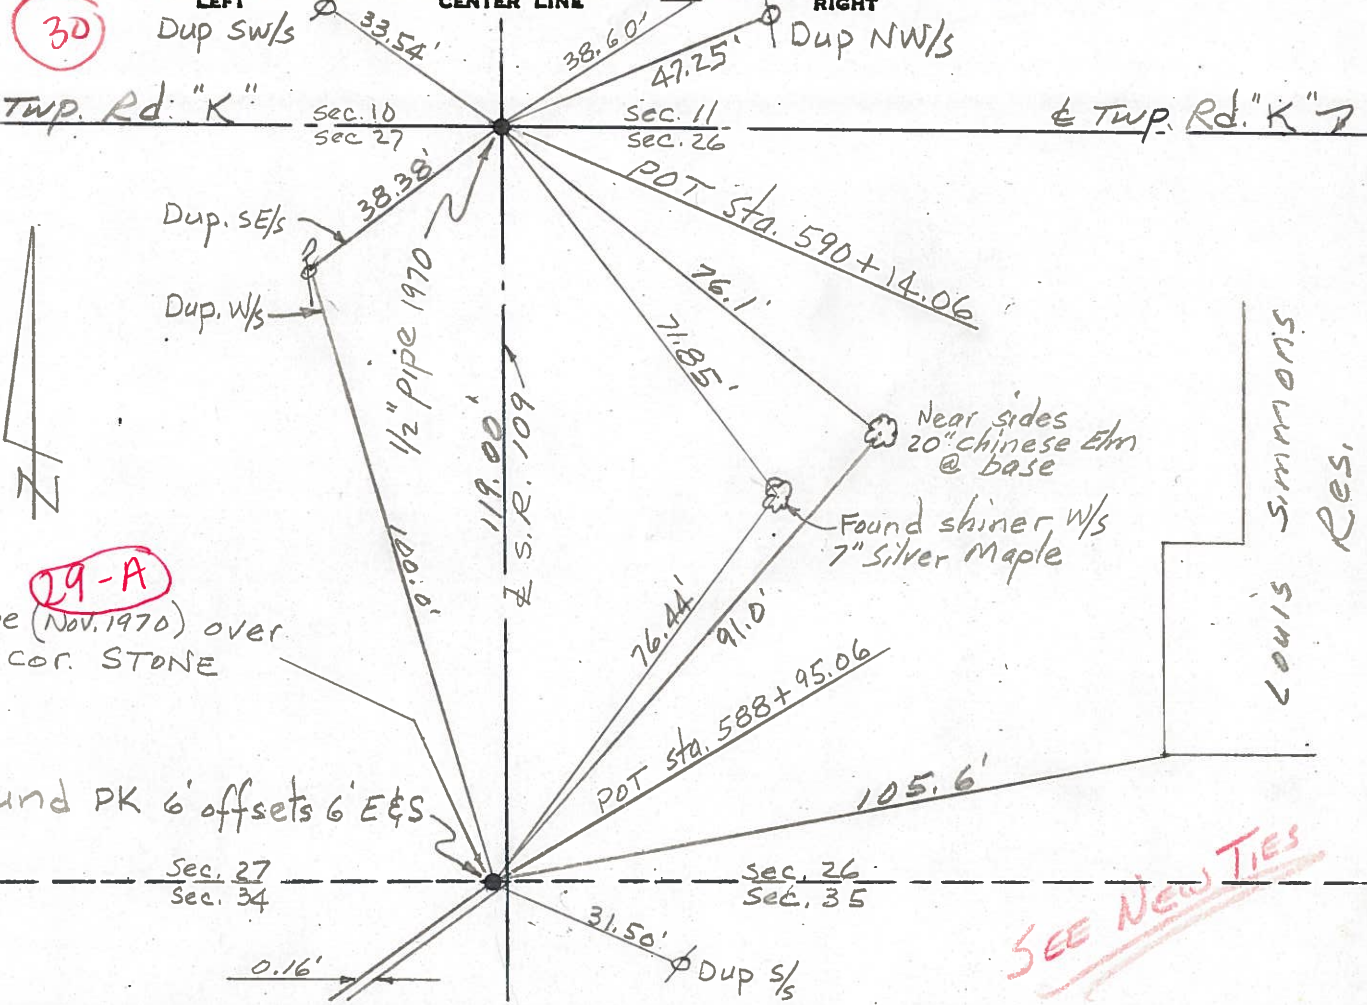 LEFT
CENTER LINE
RIGHT
30
Dup SW/s
33.54'
38.60'
47.25'
Dup NW/s
Twp. Rd. "K"
Sec. 10
Sec 27
Sec. 11
Sec. 26
℄ Twp. Rd. "K"
38.38'
Dup. SE/s
Dup. W/s
1/2" Pipe 1970
POT Sta. 590+14.06
76.1'
71.85'
119.00'
℄ S.R. 109
Near sides
20" Chinese Elm
@ base
Found shiner W/s
7" Silver Maple
Louis Simmons
Res.
N
29-A
(Nov. 1970) over
cor. STONE
76.44'
91.0'
POT Sta. 588+95.06
105.6'
PK 6' offsets 6' E&S
Sec. 27
Sec. 34
Sec. 26
Sec. 35
31.50'
Dup S/s
0.16'
SEE NEW TIES